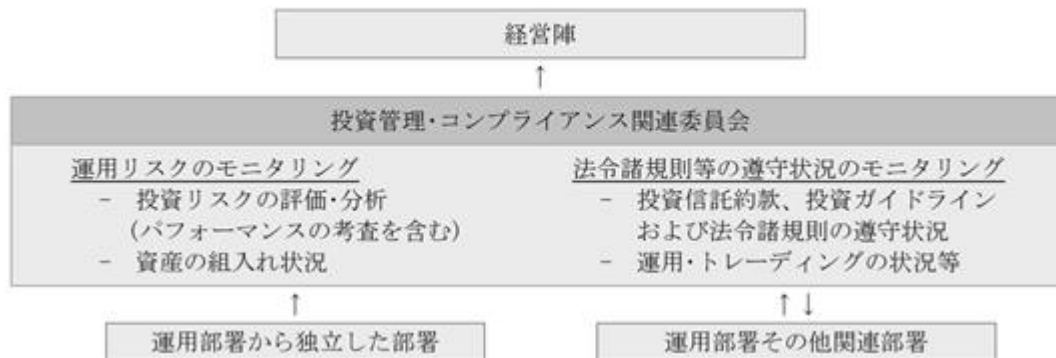 経営陣
↑
投資管理･コンプライアンス関連委員会
運用リスクのモニタリング
− 投資リスクの評価･分析
(パフォーマンスの考査を含む)
− 資産の組入れ状況
法令諸規則等の遵守状況のモニタリング
− 投資信託約款、投資ガイドライン
および法令諸規則の遵守状況
− 運用･トレーディングの状況等
↑
↑↓
運用部署から独立した部署
運用部署その他関連部署